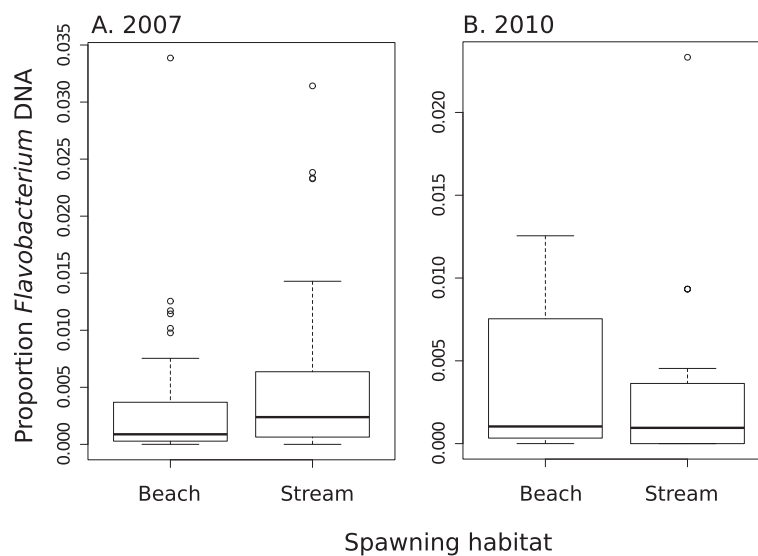 A. 2007
B. 2010
Proportion Flavobacterium DNA
0.035
0.030
0.025
0.020
0.015
0.010
0.005
0.000
0.020
0.015
0.010
0.005
0.000
Beach
Stream
Beach
Stream
Spawning habitat